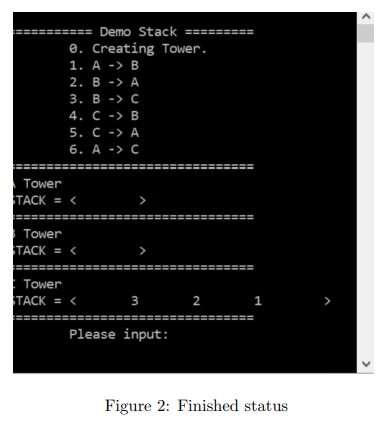 ========== Demo Stack =========
0. Creating Tower.
1. A -> B
2. B -> A
3. B -> C
4. C -> B
5. C -> A
6. A -> C
===============================
Tower
STACK = < >
===============================
Tower
STACK = < >
===============================
C Tower
STACK = < 3 2 1 >
===============================
Please input:
Figure 2: Finished status